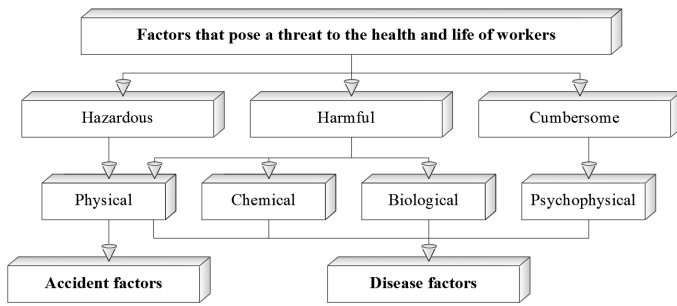 Factors that pose a threat to the health and life of workers
Hazardous
Harmful
Cumbersome
Physical
Chemical
Biological
Psychophysical
Accident factors
Disease factors